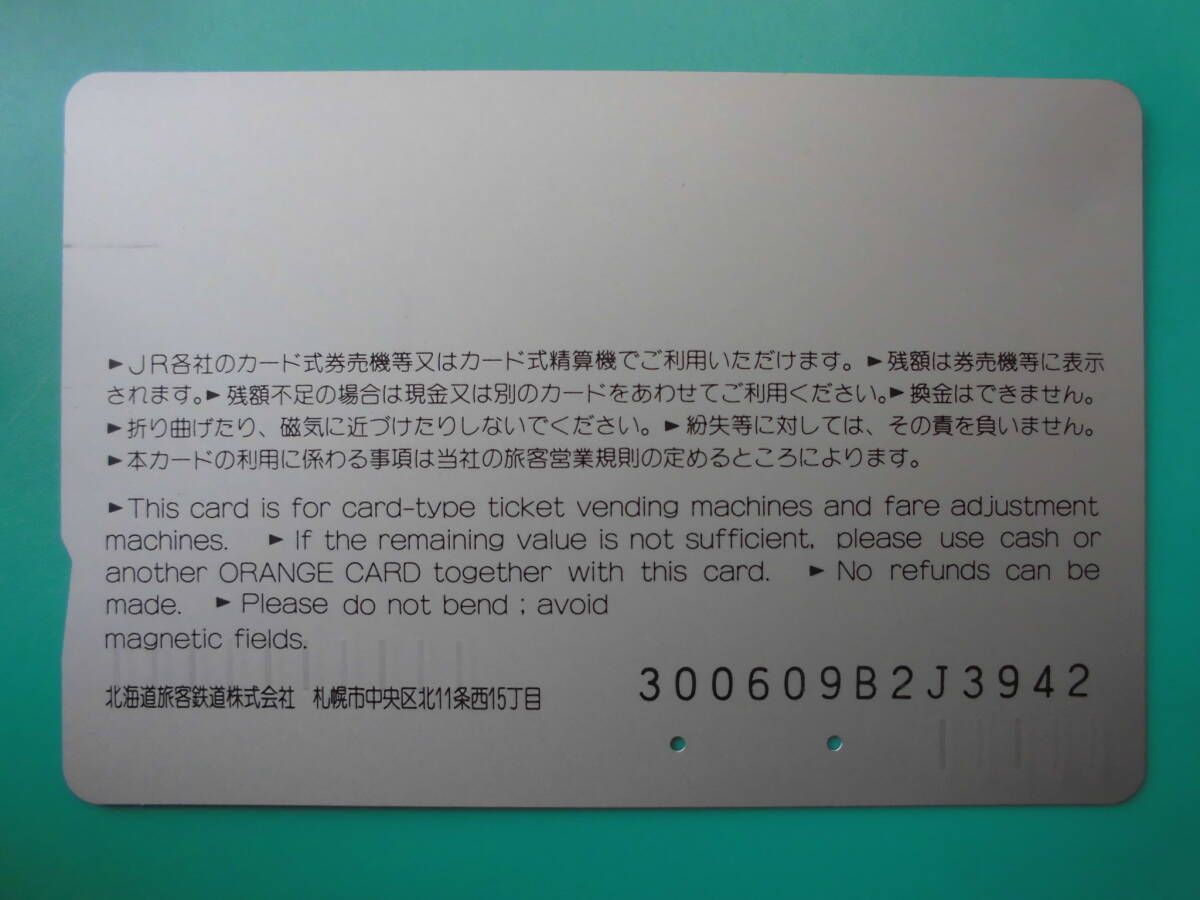 ►JR各社のカード式券売機等又はカード式精算機でご利用いただけます。►残額は券売機等に表示
されます。►残額不足の場合は現金又は別のカードをあわせてご利用ください。►換金はできません。
►折り曲げたり、磁気に近づけたりしないでください。►紛失等に対しては、その責を負いません。
►本カードの利用に係わる事項は当社の旅客営業規則の定めるところによります。
►This card is for card-type ticket vending machines and fare adjustment
machines. ►If the remaining value is not sufficient, please use cash or
another ORANGE CARD together with this card. ►No refunds can be
made. ►Please do not bend ; avoid
magnetic fields.
300609B2J3942
北海道旅客鉄道株式会社 札幌市中央区北11条西15丁目